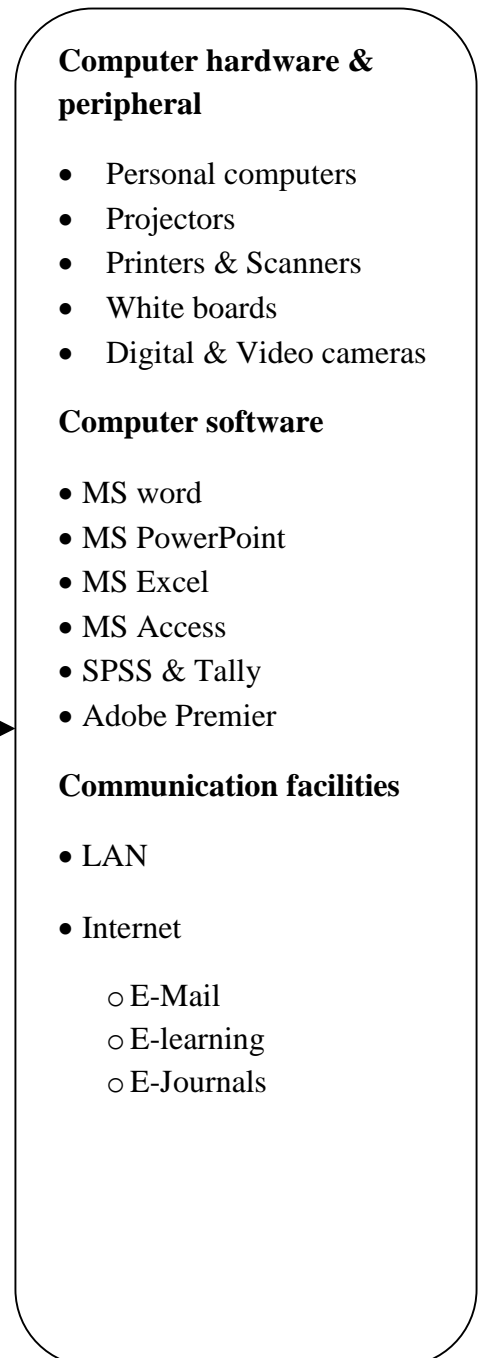 Computer hardware &
peripheral
• Personal computers
• Projectors
• Printers & Scanners
• White boards
• Digital & Video cameras
Computer software
• MS word
• MS PowerPoint
• MS Excel
• MS Access
• SPSS & Tally
• Adobe Premier
Communication facilities
• LAN
• Internet
o E-Mail
o E-learning
o E-Journals